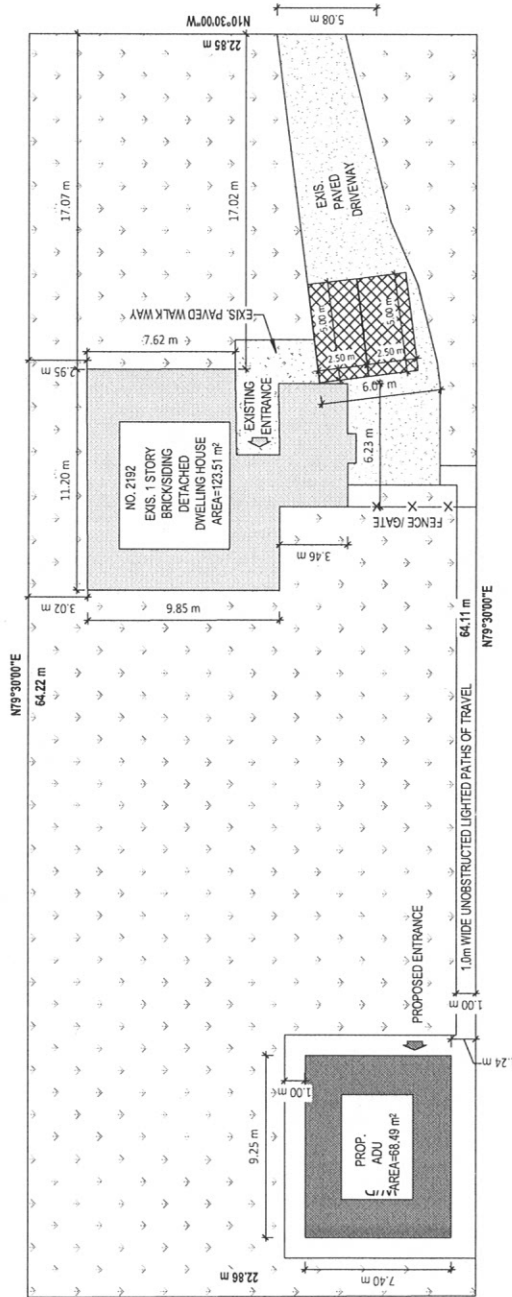 N10°30'00"W
22.85 m
5.08 m
17.07 m
17.02 m
EXIS.
PAVED
DRIVEWAY
EXIS. PAVED WALK WAY
5.00 m
5.00 m
2.50 m
2.50 m
7.62 m
2.95 m
EXISTING
ENTRANCE
6.23 m
11.20 m
NO. 2192
EXIS. 1 STORY
BRICK/SIDING
DETACHED
DWELLING HOUSE
AREA=123.51 m²
FENCE/GATE
3.46 m
3.02 m
9.85 m
N79°30'00"E
64.22 m
64.11 m
N79°30'00"E
1.0m WIDE UNOBSTRUCTED LIGHTED PATHS OF TRAVEL
PROPOSED ENTRANCE
1.00 m
1.00 m
9.25 m
PROP.
ADU
AREA=68.49 m²
22.86 m
7.40 m